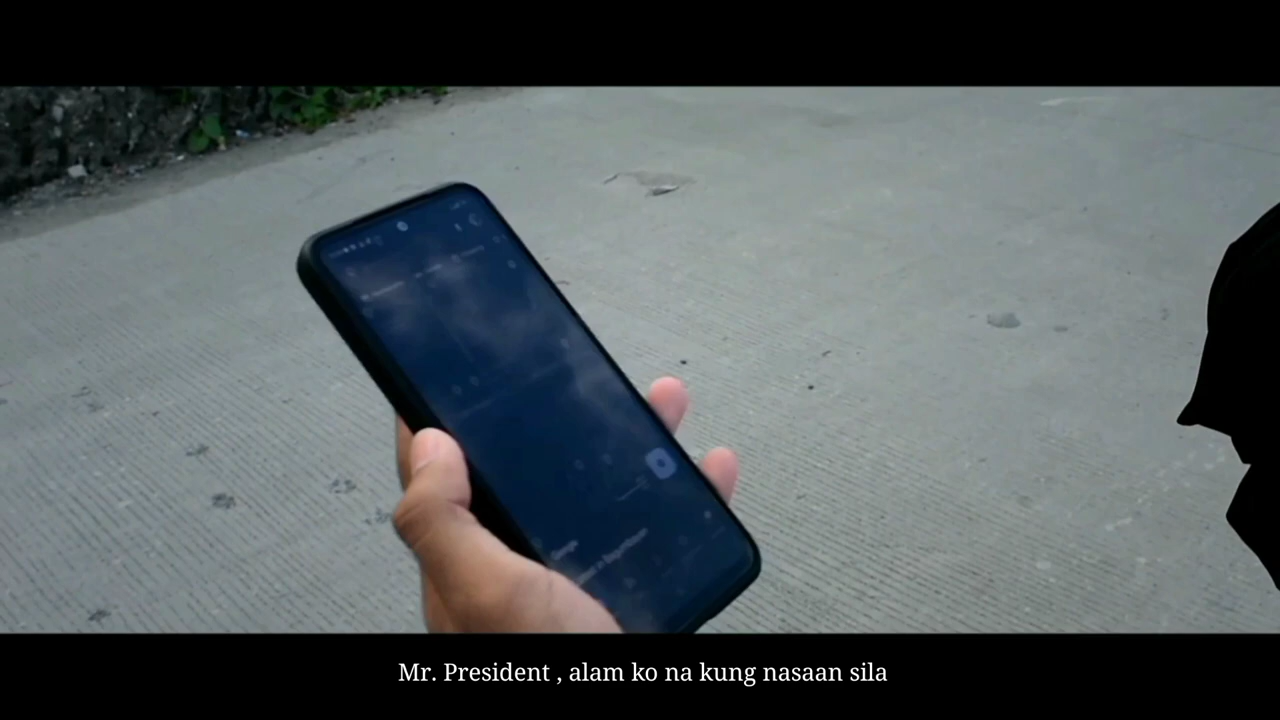 Mr. President , alam ko na kung nasaan sila